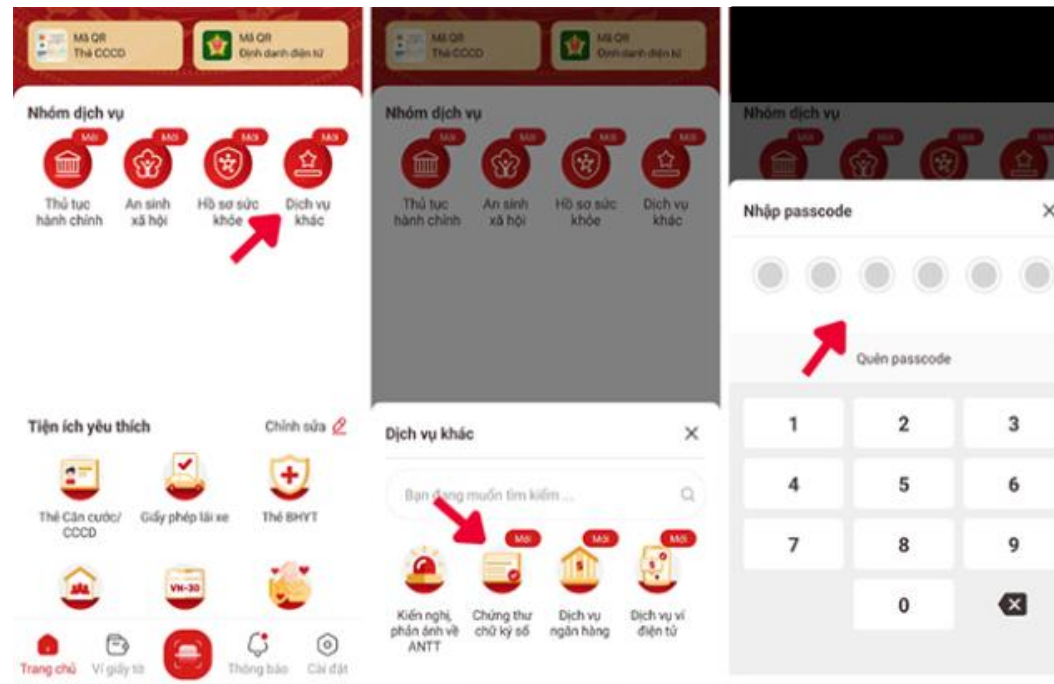 Mã QR
Thẻ CCCD
Mã QR
Định danh điện tử
Nhóm dịch vụ
Mới
Mới
Mới
Mới
Thủ tục
hành chính
An sinh
xã hội
Hồ sơ sức
khỏe
Dịch vụ
khác
Tiện ích yêu thích
Chỉnh sửa
Thẻ Căn cước/
CCCD
Giấy phép lái xe
Thẻ BHYT
VH-30
Trang chủ
Ví giấy tờ
Thông báo
Cài đặt
Mã QR
Thẻ CCCD
Mã QR
Định danh điện tử
Nhóm dịch vụ
Mới
Mới
Mới
Mới
Thủ tục
hành chính
An sinh
xã hội
Hồ sơ sức
khỏe
Dịch vụ
khác
Dịch vụ khác
Bạn đang muốn tìm kiếm ...
Mới
Mới
Mới
Kiến nghị,
phản ánh về
ANTT
Chứng thư
chữ ký số
Dịch vụ
ngân hàng
Dịch vụ ví
điện tử
Nhóm dịch vụ
Mới
Mới
Mới
Mới
Nhập passcode
Quên passcode
1
2
3
4
5
6
7
8
9
0